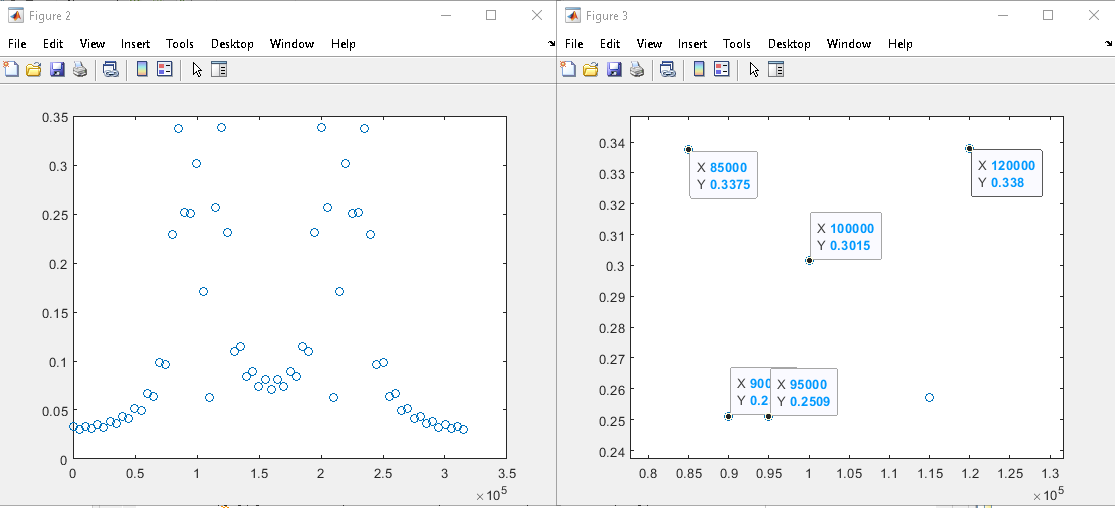 Figure 2
File Edit View Insert Tools Desktop Window Help
0.35
0.3
0.25
0.2
0.15
0.1
0.05
0
0 0.5 1 1.5 2 2.5 3 3.5
×10^5
Figure 3
File Edit View Insert Tools Desktop Window Help
0.34
0.33
0.32
0.31
0.3
0.29
0.28
0.27
0.26
0.25
0.24
X 85000
Y 0.3375
X 120000
Y 0.338
X 100000
Y 0.3015
X 900
Y 0.2
X 95000
Y 0.2509
0.8 0.85 0.9 0.95 1 1.05 1.1 1.15 1.2 1.25 1.3
×10^5